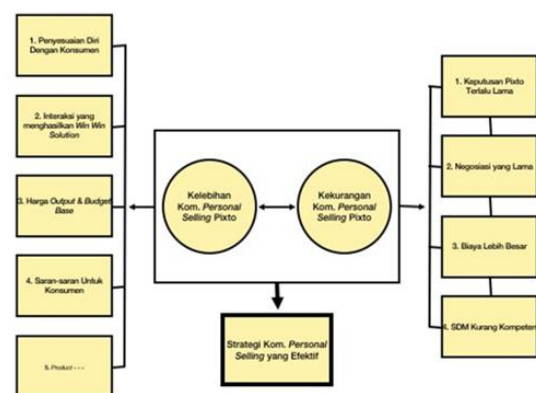 1. Penyesuaian Diri
Dengan Konsumen
2. Interaksi yang
menghasilkan Win Win
Solution
3. Harga Output & Budget
Base
4. Saran-saran Untuk
Konsumen
5. Product - - -
Kelebihan
Kom. Personal
Selling Pixto
Kekurangan
Kom. Personal
Selling Pixto
Strategi Kom. Personal
Selling yang Efektif
1. Keputusan Pixto
Terlalu Lama
2. Negosiasi yang Lama
3. Biaya Lebih Besar
4. SDM Kurang Kompeten